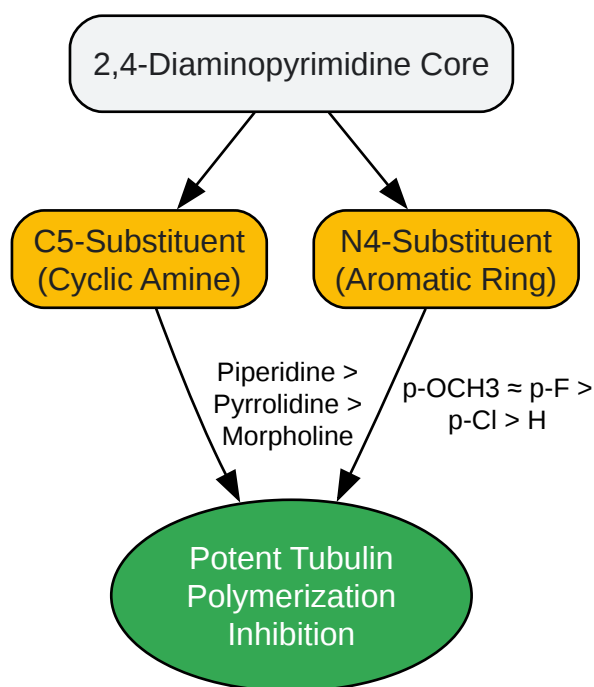 2,4-Diaminopyrimidine Core
C5-Substituent
(Cyclic Amine)
N4-Substituent
(Aromatic Ring)
Piperidine >
Pyrrolidine >
Morpholine
p-OCH3 ≈ p-F >
p-Cl > H
Potent Tubulin
Polymerization
Inhibition